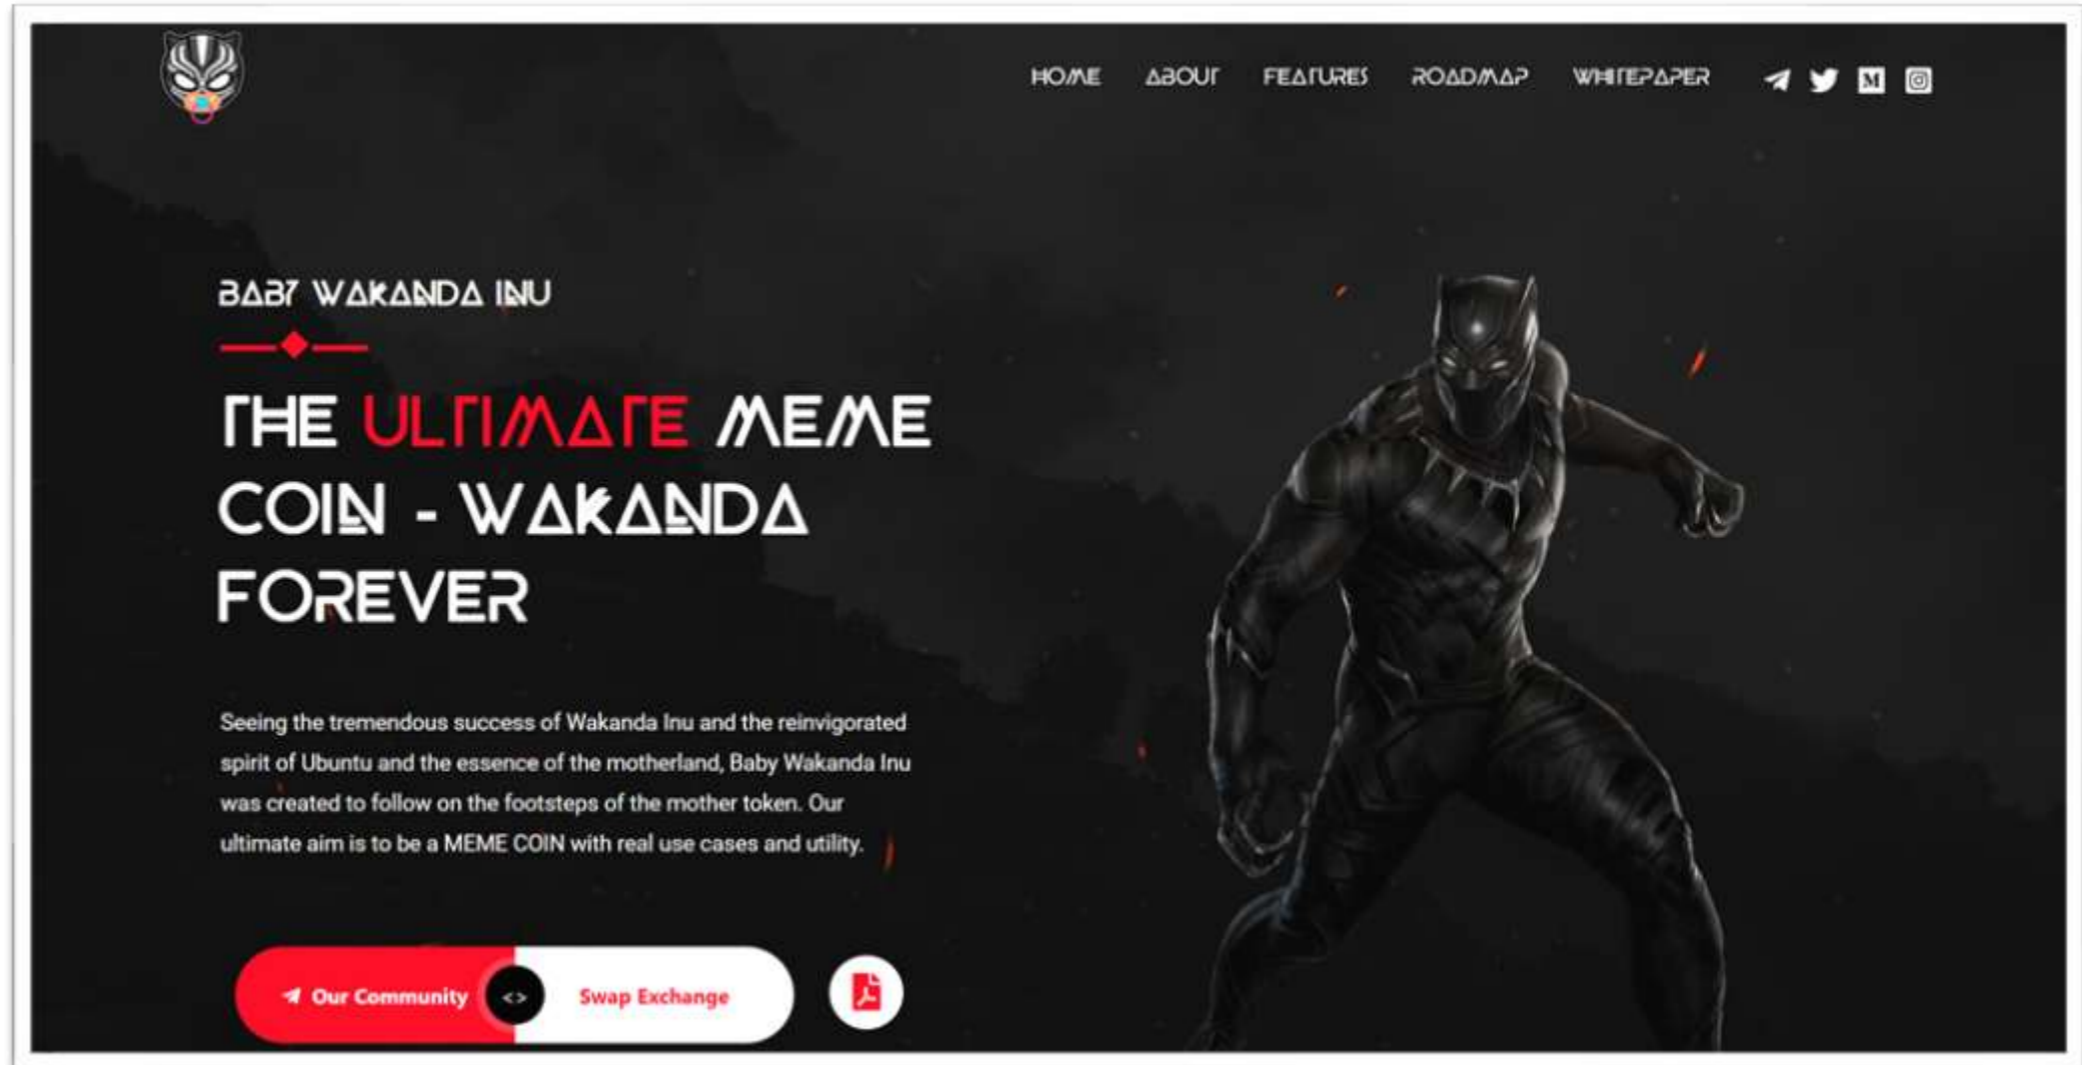 HOME ABOUT FEATURES ROADMAP WHITEPAPER
BABY WAKANDA INU
THE ULTIMATE MEME
COIN - WAKANDA
FOREVER
Seeing the tremendous success of Wakanda Inu and the reinvigorated
spirit of Ubuntu and the essence of the motherland, Baby Wakanda Inu
was created to follow on the footsteps of the mother token. Our
ultimate aim is to be a MEME COIN with real use cases and utility.
Our Community <> Swap Exchange